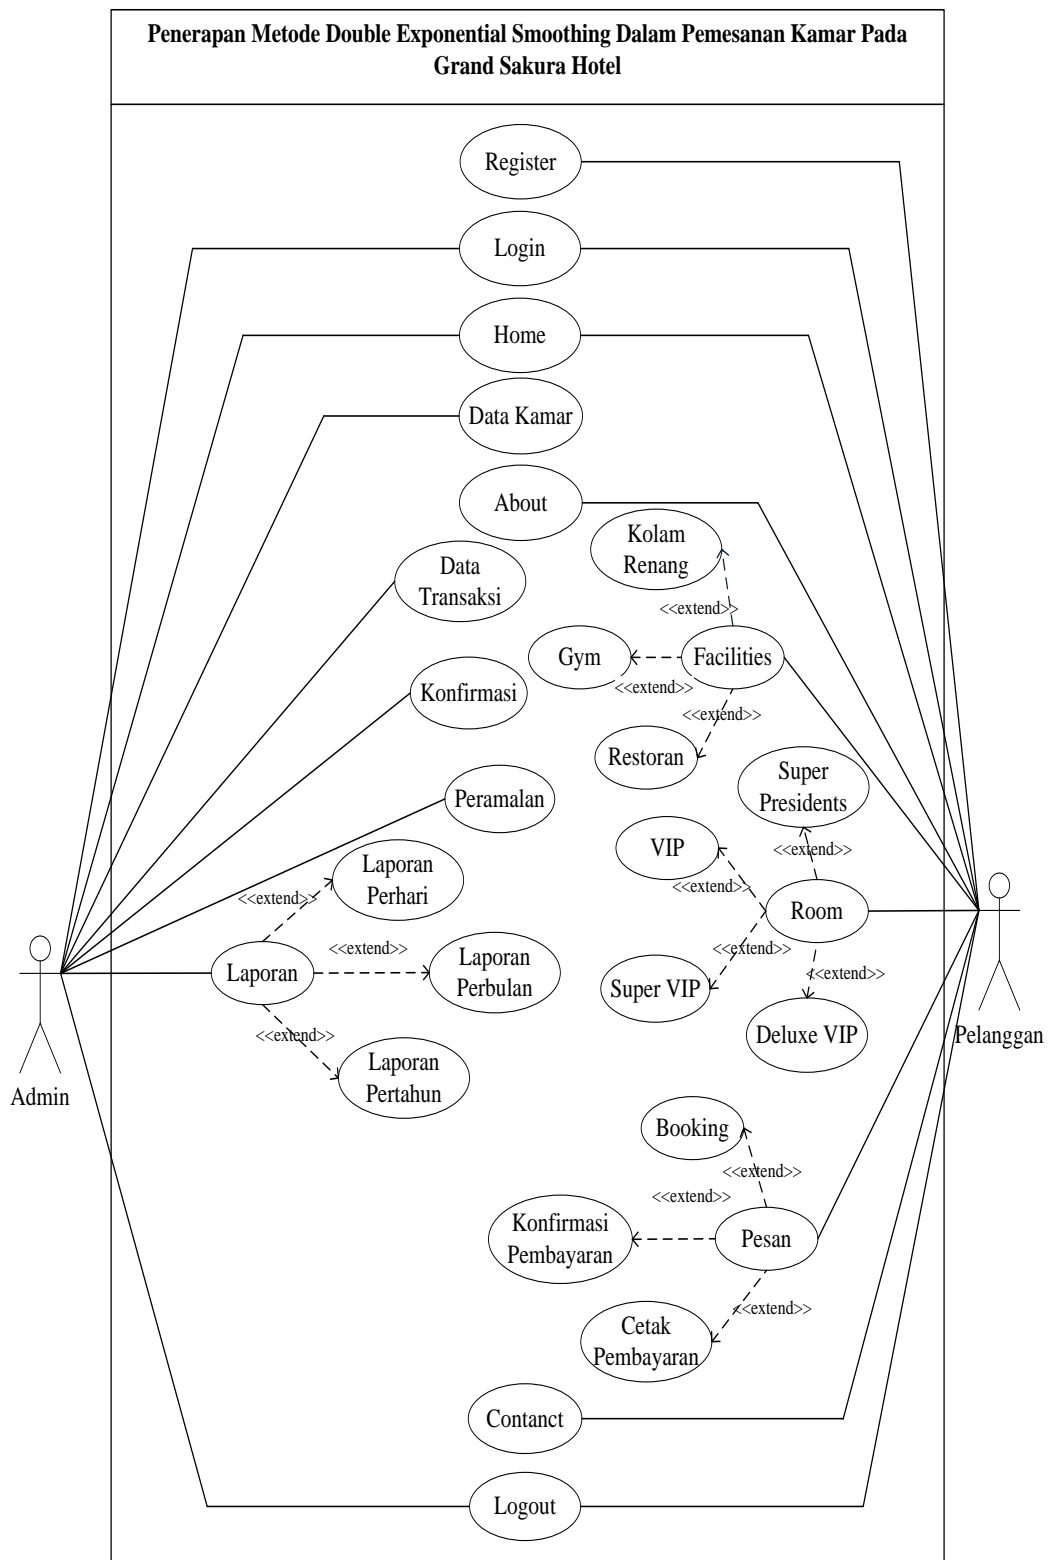 Penerapan Metode Double Exponential Smoothing Dalam Pemesanan Kamar Pada
Grand Sakura Hotel
Register
Login
Home
Data Kamar
About
Kolam
Renang
Data
Transaksi
<<extend>>
Gym
Facilities
<<extend>>
Konfirmasi
<<extend>>
Restoran
Super
Presidents
Peramalan
VIP
<<extend>>
Laporan
Perhari
<<extend>>
<<extend>>
Room
<<extend>>
<<extend>>
Laporan
Laporan
Perbulan
<<extend>>
Super VIP
<<extend>>
Deluxe VIP
Pelanggan
Laporan
Pertahun
Admin
Booking
<<extend>>
<<extend>>
Konfirmasi
Pembayaran
Pesan
<<extend>>
Cetak
Pembayaran
Contanct
Logout